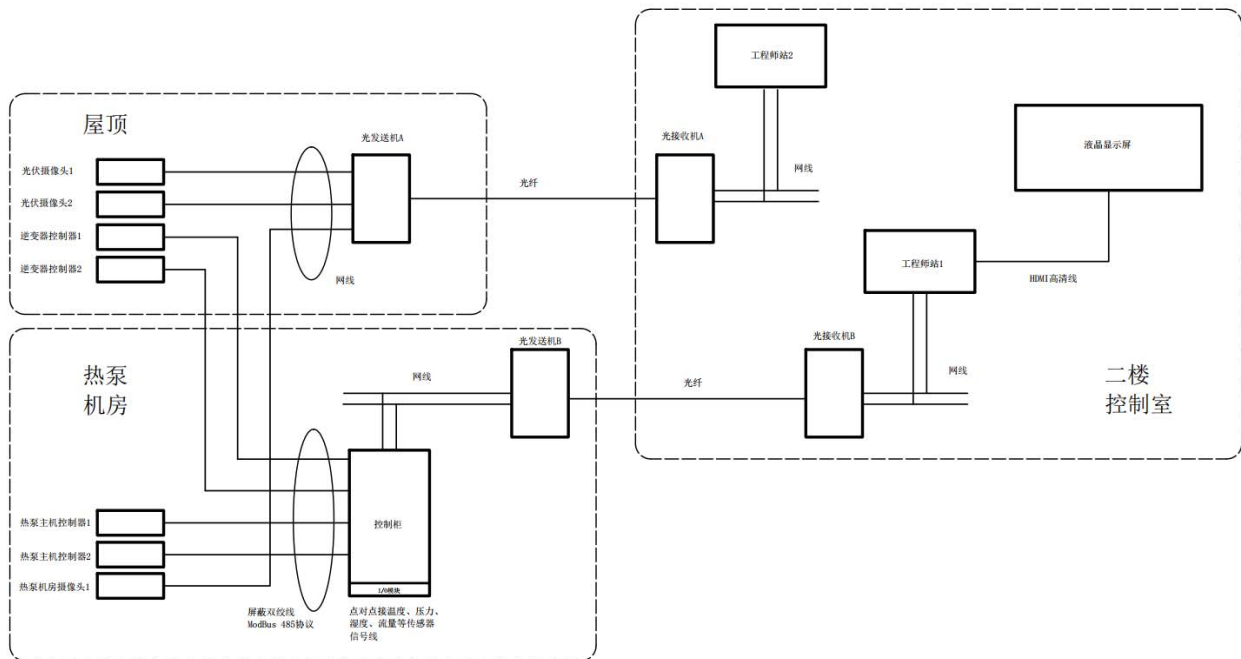 工程师站2
屋顶
光发送机A
光接收机A
液晶显示屏
光伏摄像头1
网线
光纤
光伏摄像头2
逆变器控制器1
工程师站1
逆变器控制器2
网线
HDMI高清线
光发送机B
光接收机B
热泵
机房
网线
光纤
网线
二楼
控制室
热泵主机控制器1
控制柜
热泵主机控制器2
热泵机房摄像头1
I/O模块
屏蔽双绞线
ModBus 485协议
点对点接温度、压力、
湿度、流量等传感器
信号线